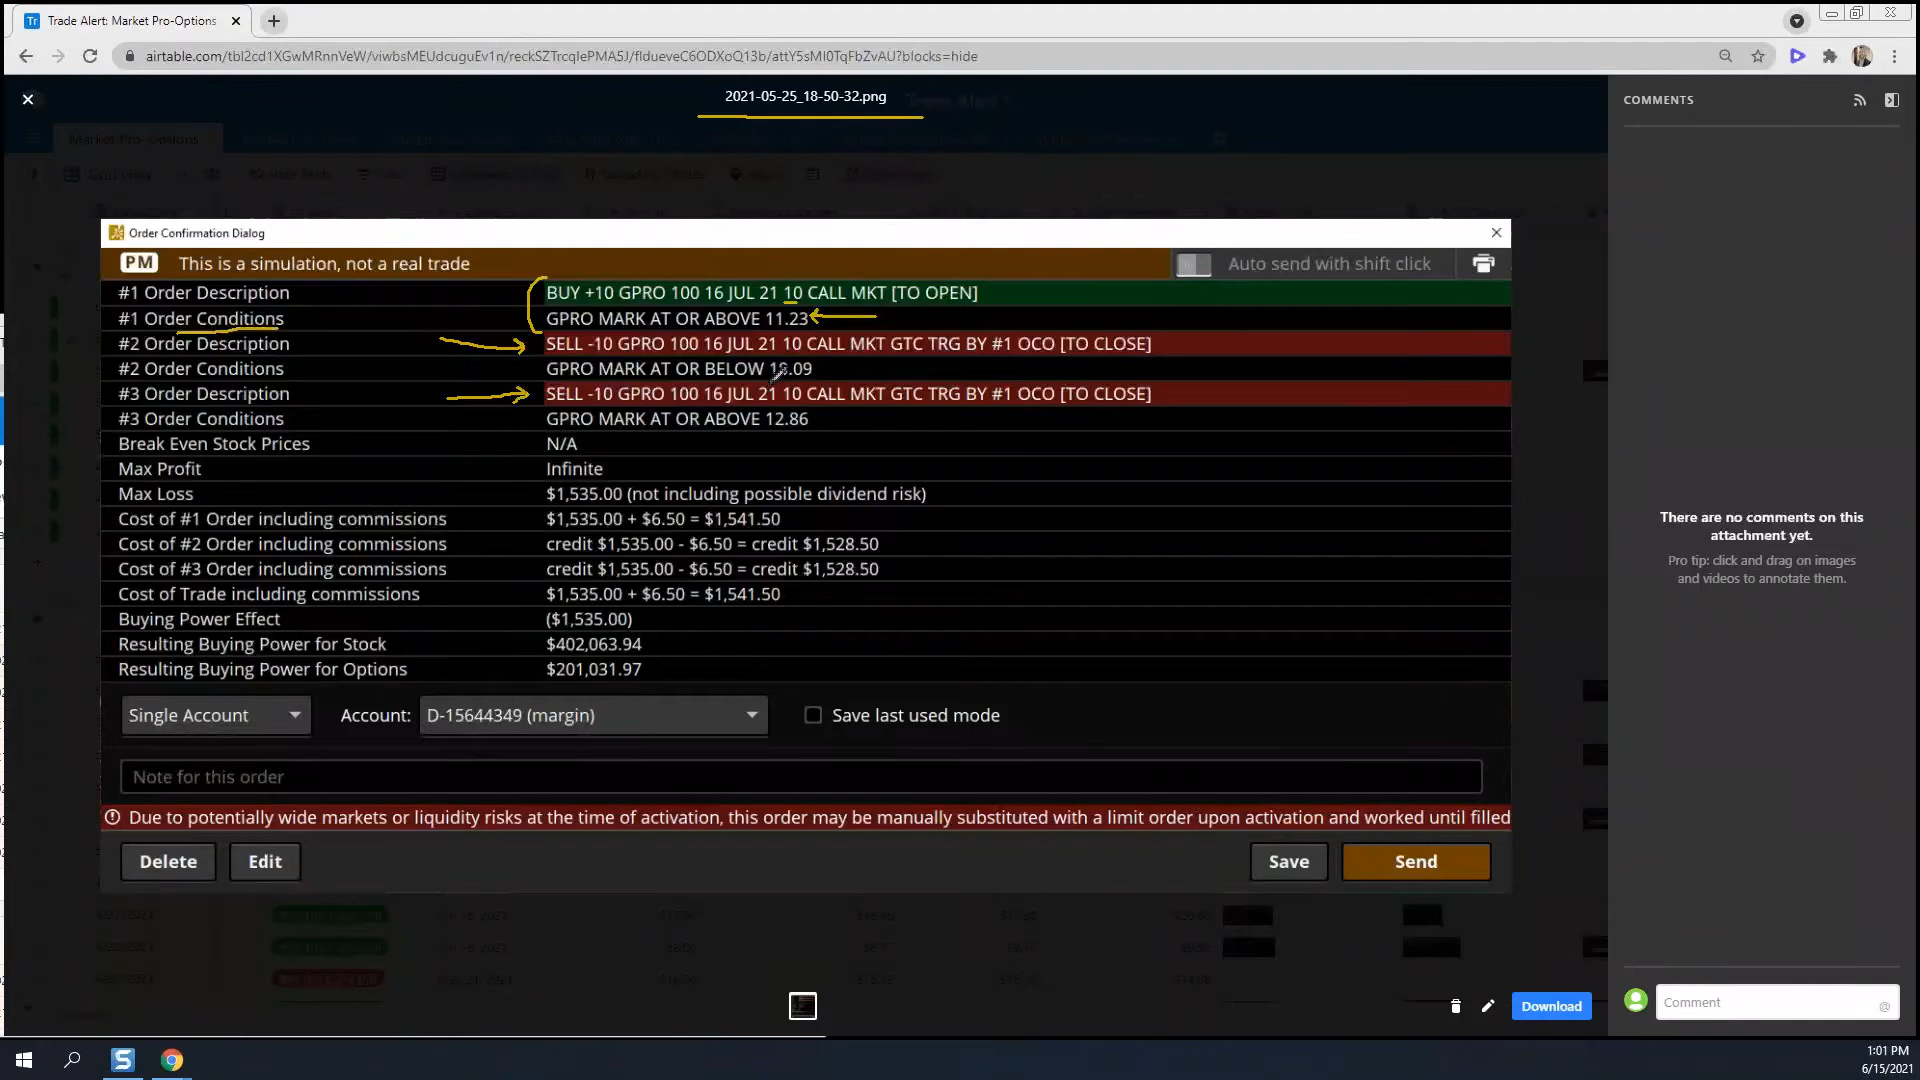 Trade Alert: Market Pro-Options
airtable.com/tbl2cd1XGwMRnnVeW/viwbsMEUdcuguEv1n/reckSZTrcqIePMA5J/fldueveC6ODXoQ13b/attY5sMI0TqFbZvAU?blocks=hide
2021-05-25_18-50-32.png
COMMENTS
Market Pro-Options
Order Confirmation Dialog
PM This is a simulation, not a real trade
Auto send with shift click
#1 Order Description BUY +10 GPRO 100 16 JUL 21 10 CALL MKT [TO OPEN]
#1 Order Conditions GPRO MARK AT OR ABOVE 11.23
#2 Order Description SELL -10 GPRO 100 16 JUL 21 10 CALL MKT GTC TRG BY #1 OCO [TO CLOSE]
#2 Order Conditions GPRO MARK AT OR BELOW
#3 Order Description SELL -10 GPRO 100 16 JUL 21 10 CALL MKT GTC TRG BY #1 OCO [TO CLOSE]
#3 Order Conditions GPRO MARK AT OR ABOVE 12.86
Break Even Stock Prices N/A
Max Profit Infinite
Max Loss $1,535.00 (not including possible dividend risk)
Cost of #1 Order including commissions $1,535.00 + $6.50 = $1,541.50
Cost of #2 Order including commissions credit $1,535.00 - $6.50 = credit $1,528.50
Cost of #3 Order including commissions credit $1,535.00 - $6.50 = credit $1,528.50
Cost of Trade including commissions $1,535.00 + $6.50 = $1,541.50
Buying Power Effect ($1,535.00)
Resulting Buying Power for Stock $402,063.94
Resulting Buying Power for Options $201,031.97
Single Account Account: D-15644349 (margin) Save last used mode
Note for this order
Due to potentially wide markets or liquidity risks at the time of activation, this order may be manually substituted with a limit order upon activation and worked until filled
Delete Edit Save Send
There are no comments on this
attachment yet.
Pro tip: click and drag on images
and videos to annotate them.
Download
Comment @
1:01 PM
6/15/2021